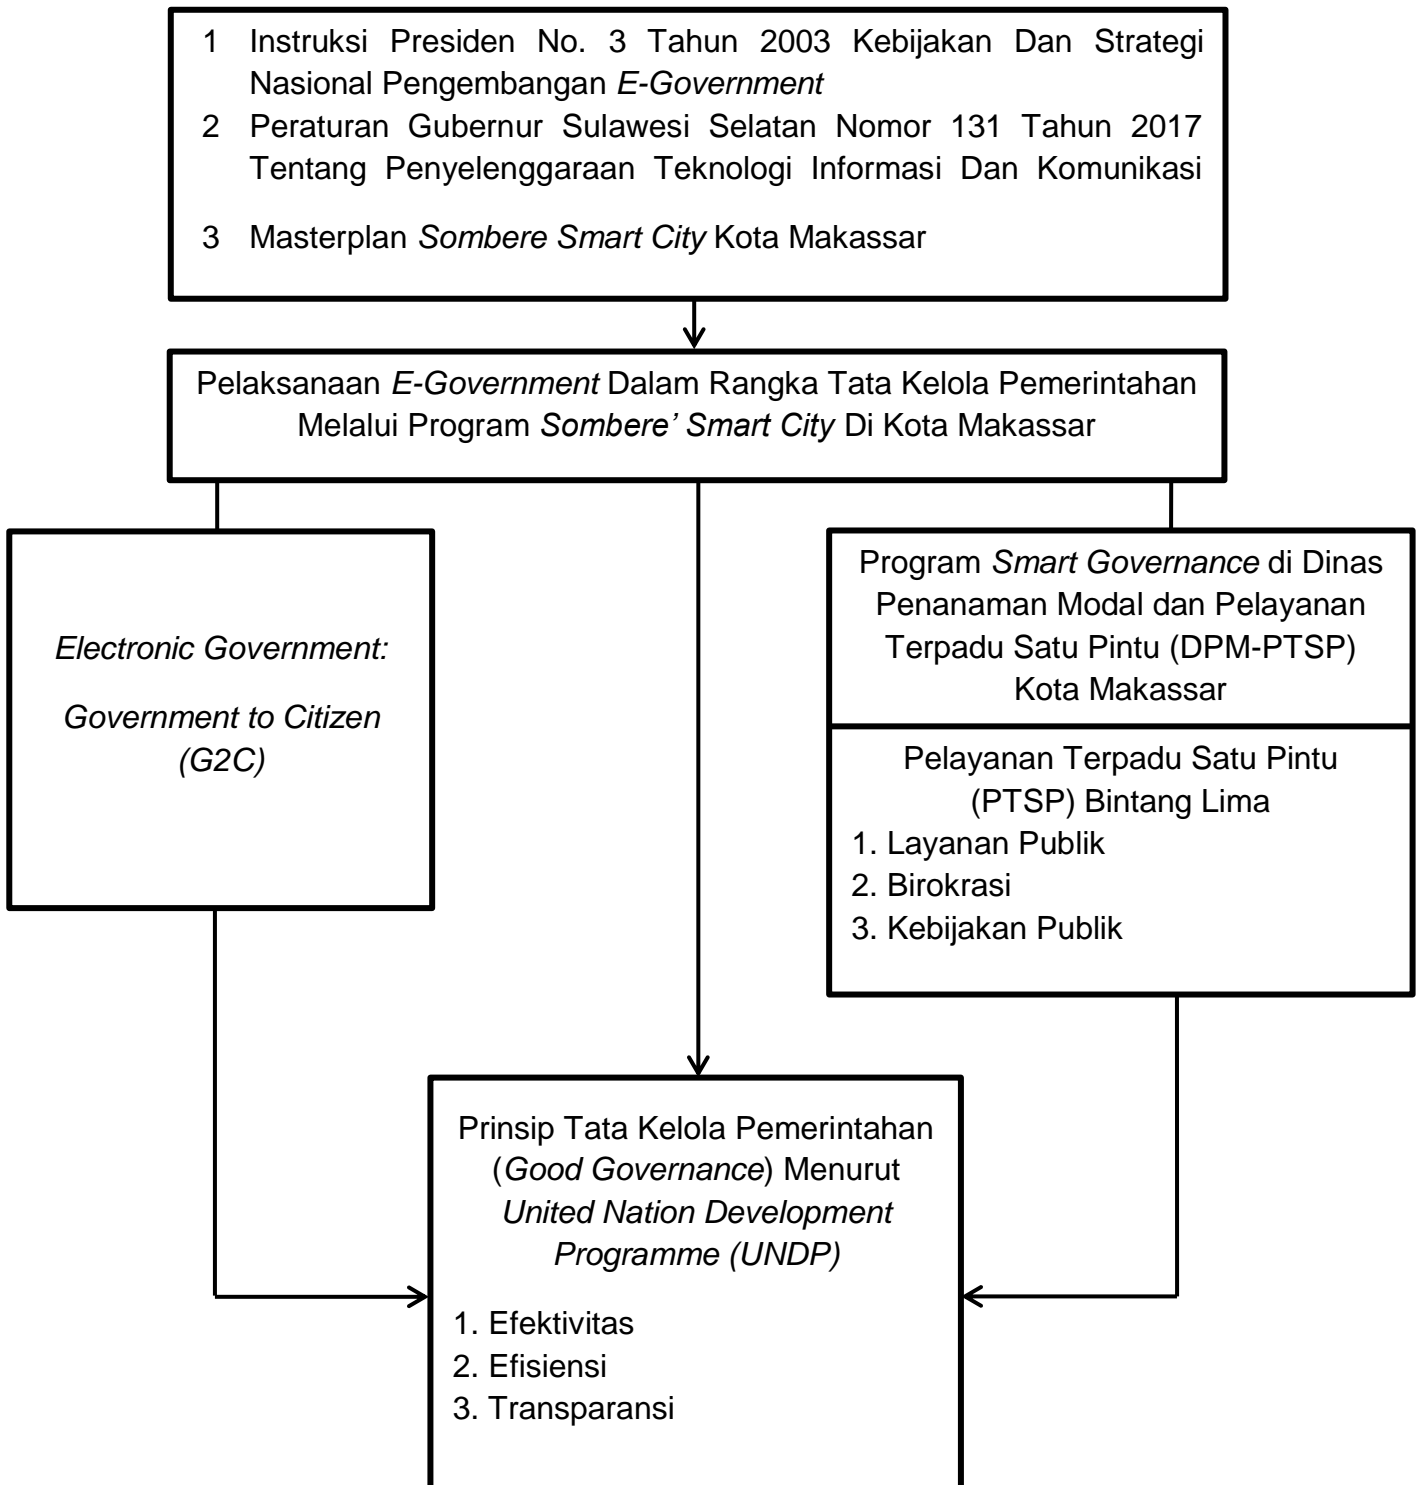 1 Instruksi Presiden No. 3 Tahun 2003 Kebijakan Dan Strategi
Nasional Pengembangan E-Government
2 Peraturan Gubernur Sulawesi Selatan Nomor 131 Tahun 2017
Tentang Penyelenggaraan Teknologi Informasi Dan Komunikasi
3 Masterplan Sombere Smart City Kota Makassar
Pelaksanaan E-Government Dalam Rangka Tata Kelola Pemerintahan
Melalui Program Sombere’ Smart City Di Kota Makassar
Electronic Government:
Government to Citizen
(G2C)
Program Smart Governance di Dinas
Penanaman Modal dan Pelayanan
Terpadu Satu Pintu (DPM-PTSP)
Kota Makassar
Pelayanan Terpadu Satu Pintu
(PTSP) Bintang Lima
1. Layanan Publik
2. Birokrasi
3. Kebijakan Publik
Prinsip Tata Kelola Pemerintahan
(Good Governance) Menurut
United Nation Development
Programme (UNDP)
1. Efektivitas
2. Efisiensi
3. Transparansi